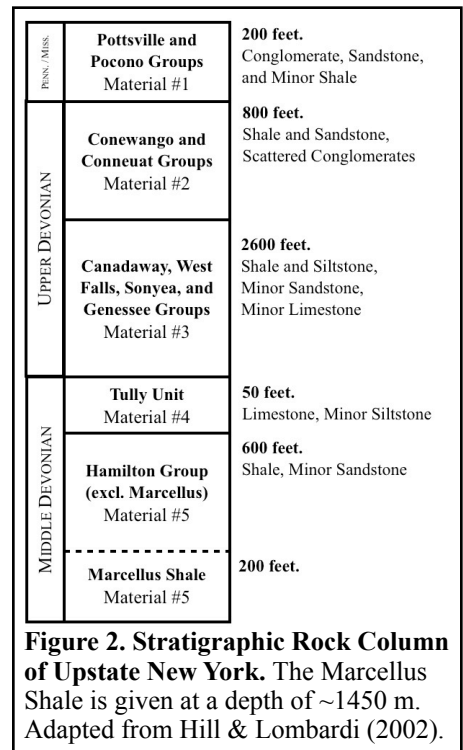 PENN. / MISS.
Pottsville and
Pocono Groups
Material #1
200 feet.
Conglomerate, Sandstone,
and Minor Shale
UPPER DEVONIAN
Conewango and
Conneuat Groups
Material #2
800 feet.
Shale and Sandstone,
Scattered Conglomerates
Canadaway, West
Falls, Sonyea, and
Genessee Groups
Material #3
2600 feet.
Shale and Siltstone,
Minor Sandstone,
Minor Limestone
MIDDLE DEVONIAN
Tully Unit
Material #4
50 feet.
Limestone, Minor Siltstone
Hamilton Group
(excl. Marcellus)
Material #5
600 feet.
Shale, Minor Sandstone
Marcellus Shale
Material #5
200 feet.
Figure 2. Stratigraphic Rock Column
of Upstate New York. The Marcellus
Shale is given at a depth of ~1450 m.
Adapted from Hill & Lombardi (2002).